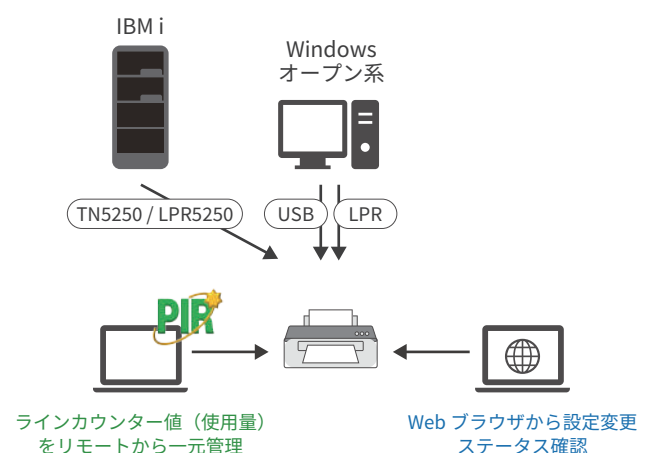 IBM i
Windows
オープン系
TN5250 / LPR5250
USB
LPR
PIR
ラインカウンター値（使用量）
をリモートから一元管理
Web ブラウザから設定変更
ステータス確認